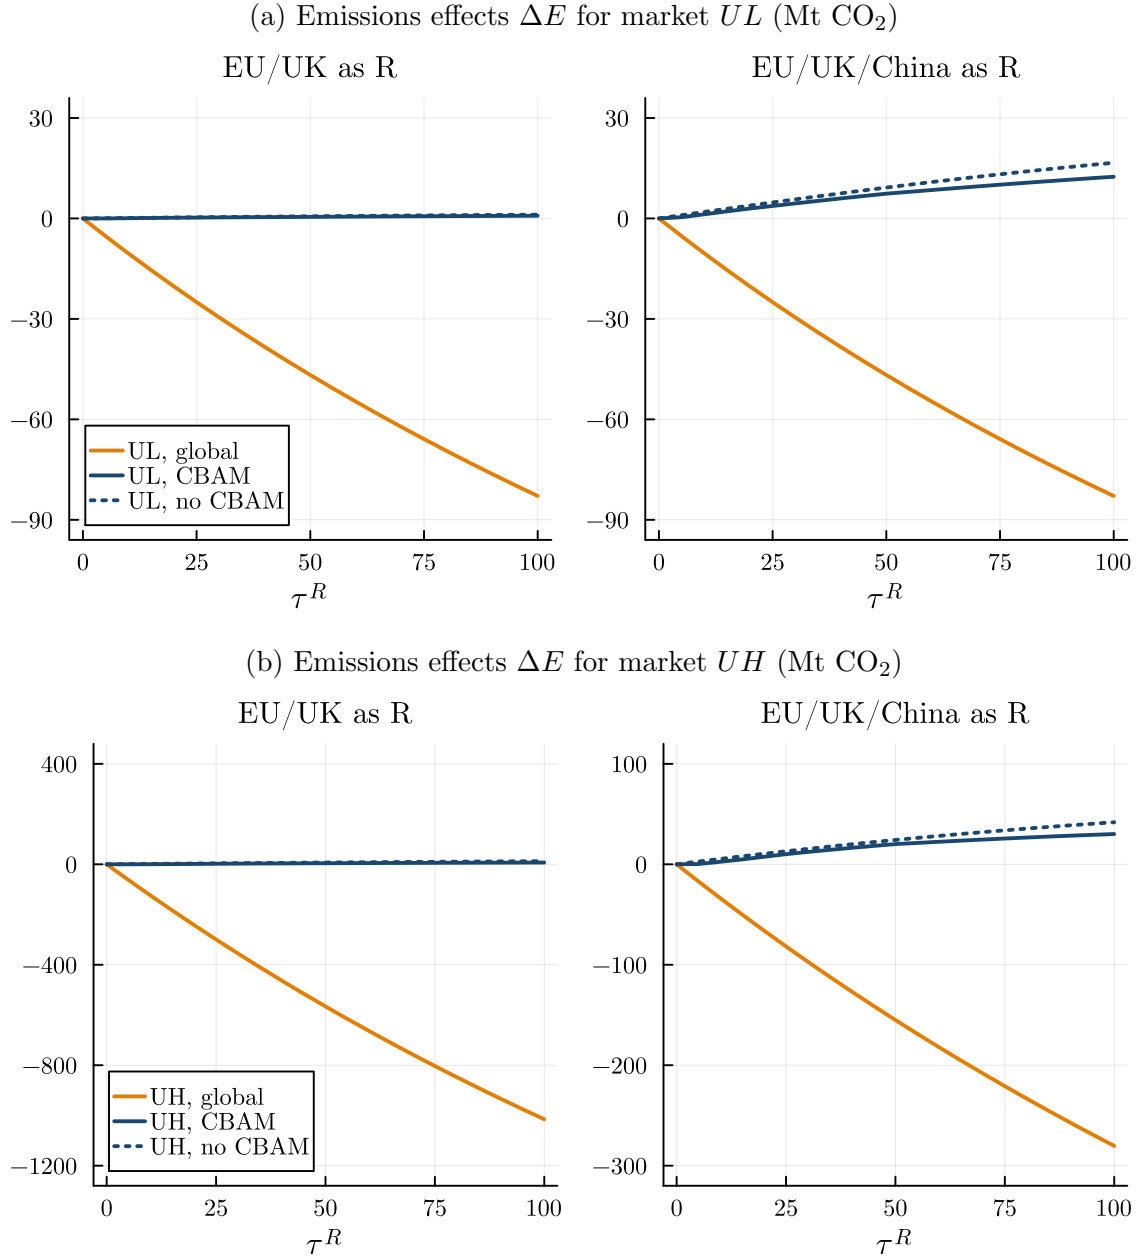 (a) Emissions effects ΔE for market UL (Mt CO₂)
EU/UK as R
EU/UK/China as R
30
0
−30
−60
−90
UL, global
UL, CBAM
UL, no CBAM
0 25 50 75 100
τᴿ
30
0
−30
−60
−90
0 25 50 75 100
τᴿ
(b) Emissions effects ΔE for market UH (Mt CO₂)
EU/UK as R
EU/UK/China as R
400
0
−400
−800
−1200
UH, global
UH, CBAM
UH, no CBAM
0 25 50 75 100
τᴿ
100
0
−100
−200
−300
0 25 50 75 100
τᴿ